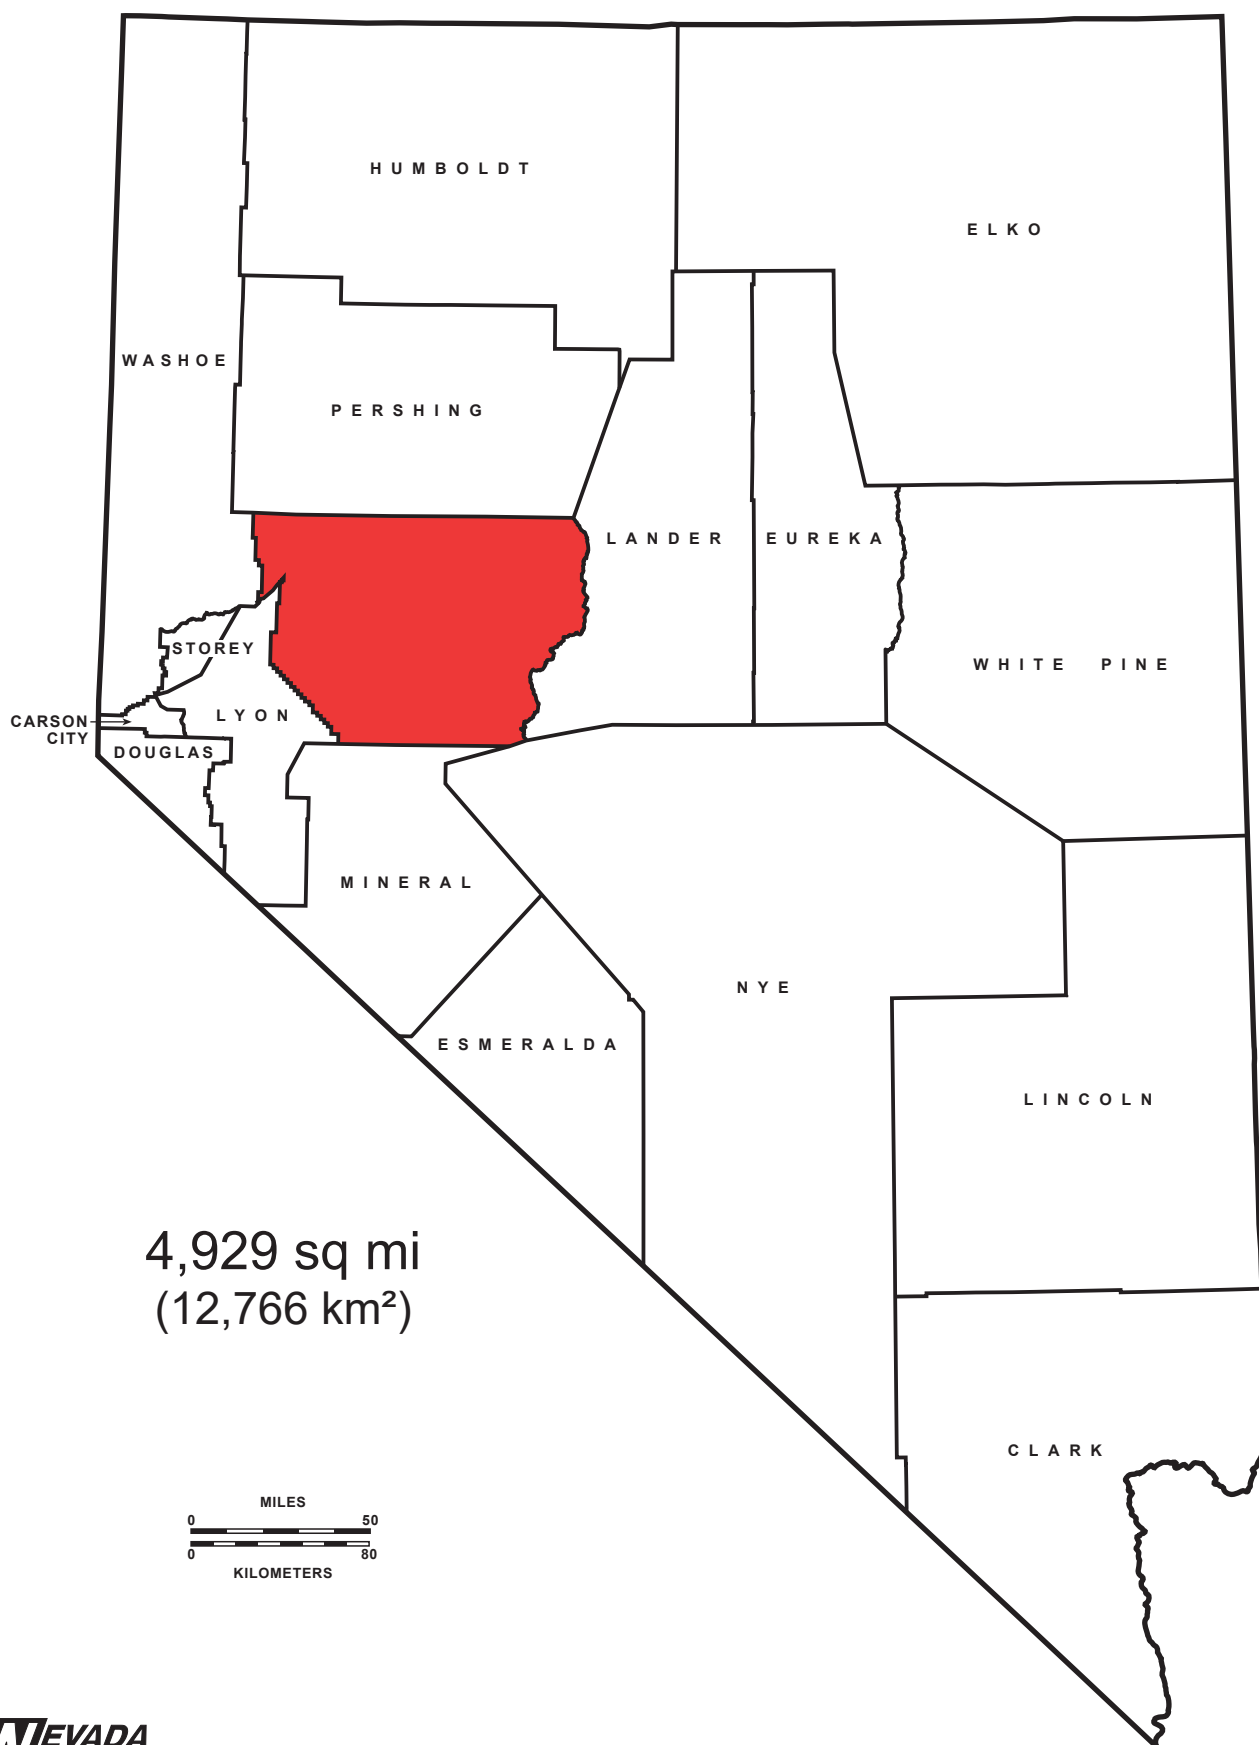 HUMBOLDT
ELKO
WASHOE
PERSHING
LANDER
EUREKA
STOREY
WHITE PINE
LYON
CARSON
CITY
DOUGLAS
MINERAL
NYE
ESMERALDA
LINCOLN
4,929 sq mi
(12,766 km²)
CLARK
MILES
0 50
0 80
KILOMETERS
NEVADA